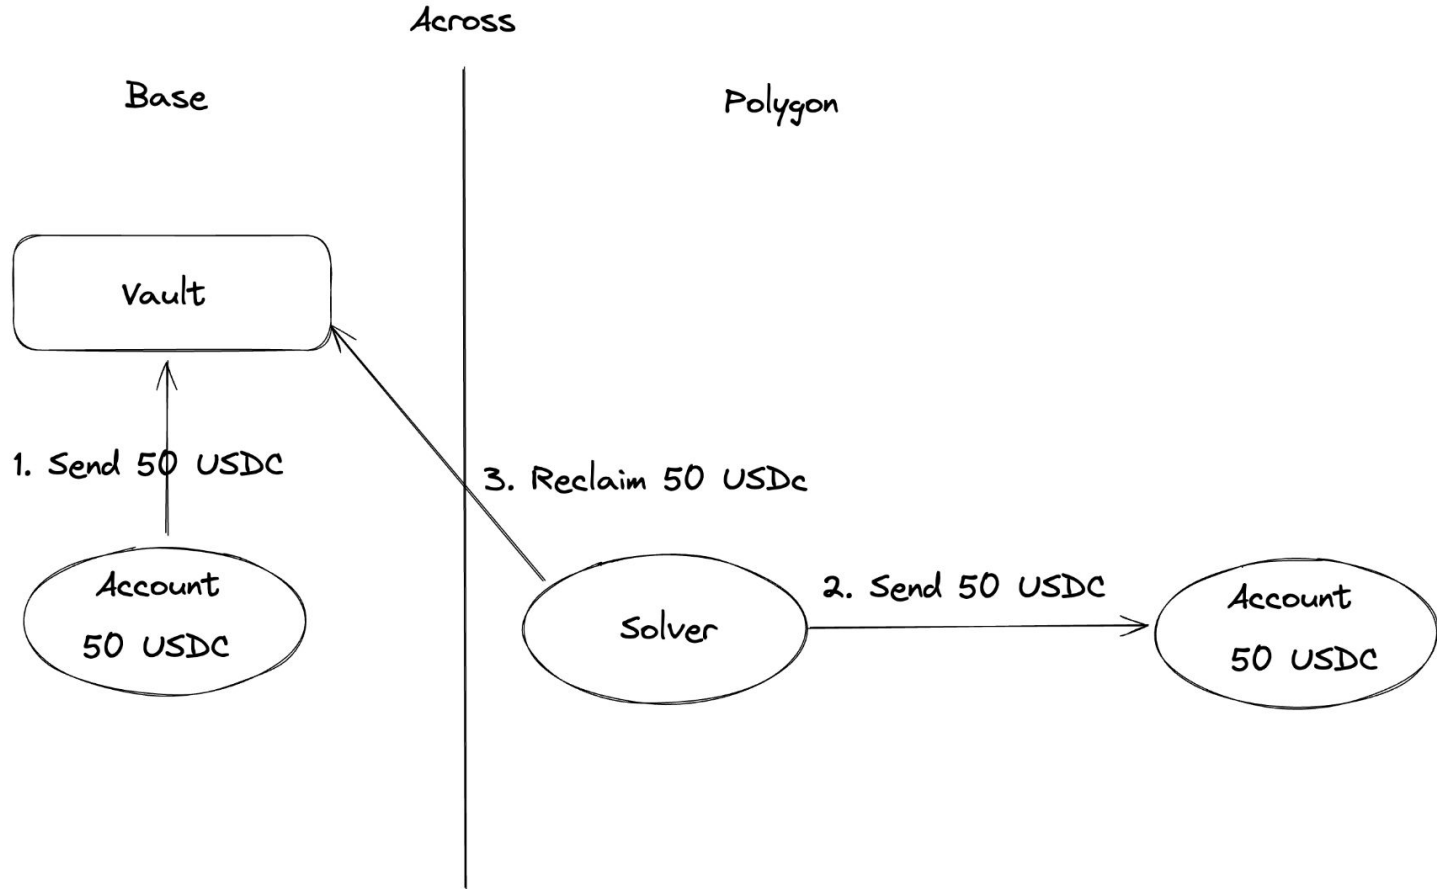 Across
Base
Polygon
Vault
1. Send 50 USDC
3. Reclaim 50 USDc
Account
50 USDC
Solver
2. Send 50 USDC
Account
50 USDC